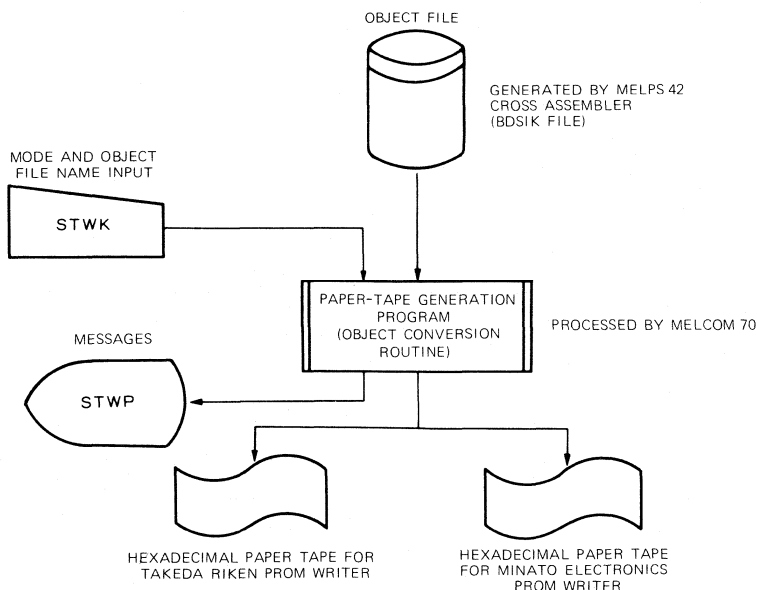 OBJECT FILE
GENERATED BY MELPS 42
CROSS ASSEMBLER
(BDSIK FILE)
MODE AND OBJECT
FILE NAME INPUT
STWK
PAPER-TAPE GENERATION
PROGRAM
(OBJECT CONVERSION
ROUTINE)
PROCESSED BY MELCOM 70
MESSAGES
STWP
HEXADECIMAL PAPER TAPE FOR
TAKEDA RIKEN PROM WRITER
HEXADECIMAL PAPER TAPE
FOR MINATO ELECTRONICS
PROM WRITER